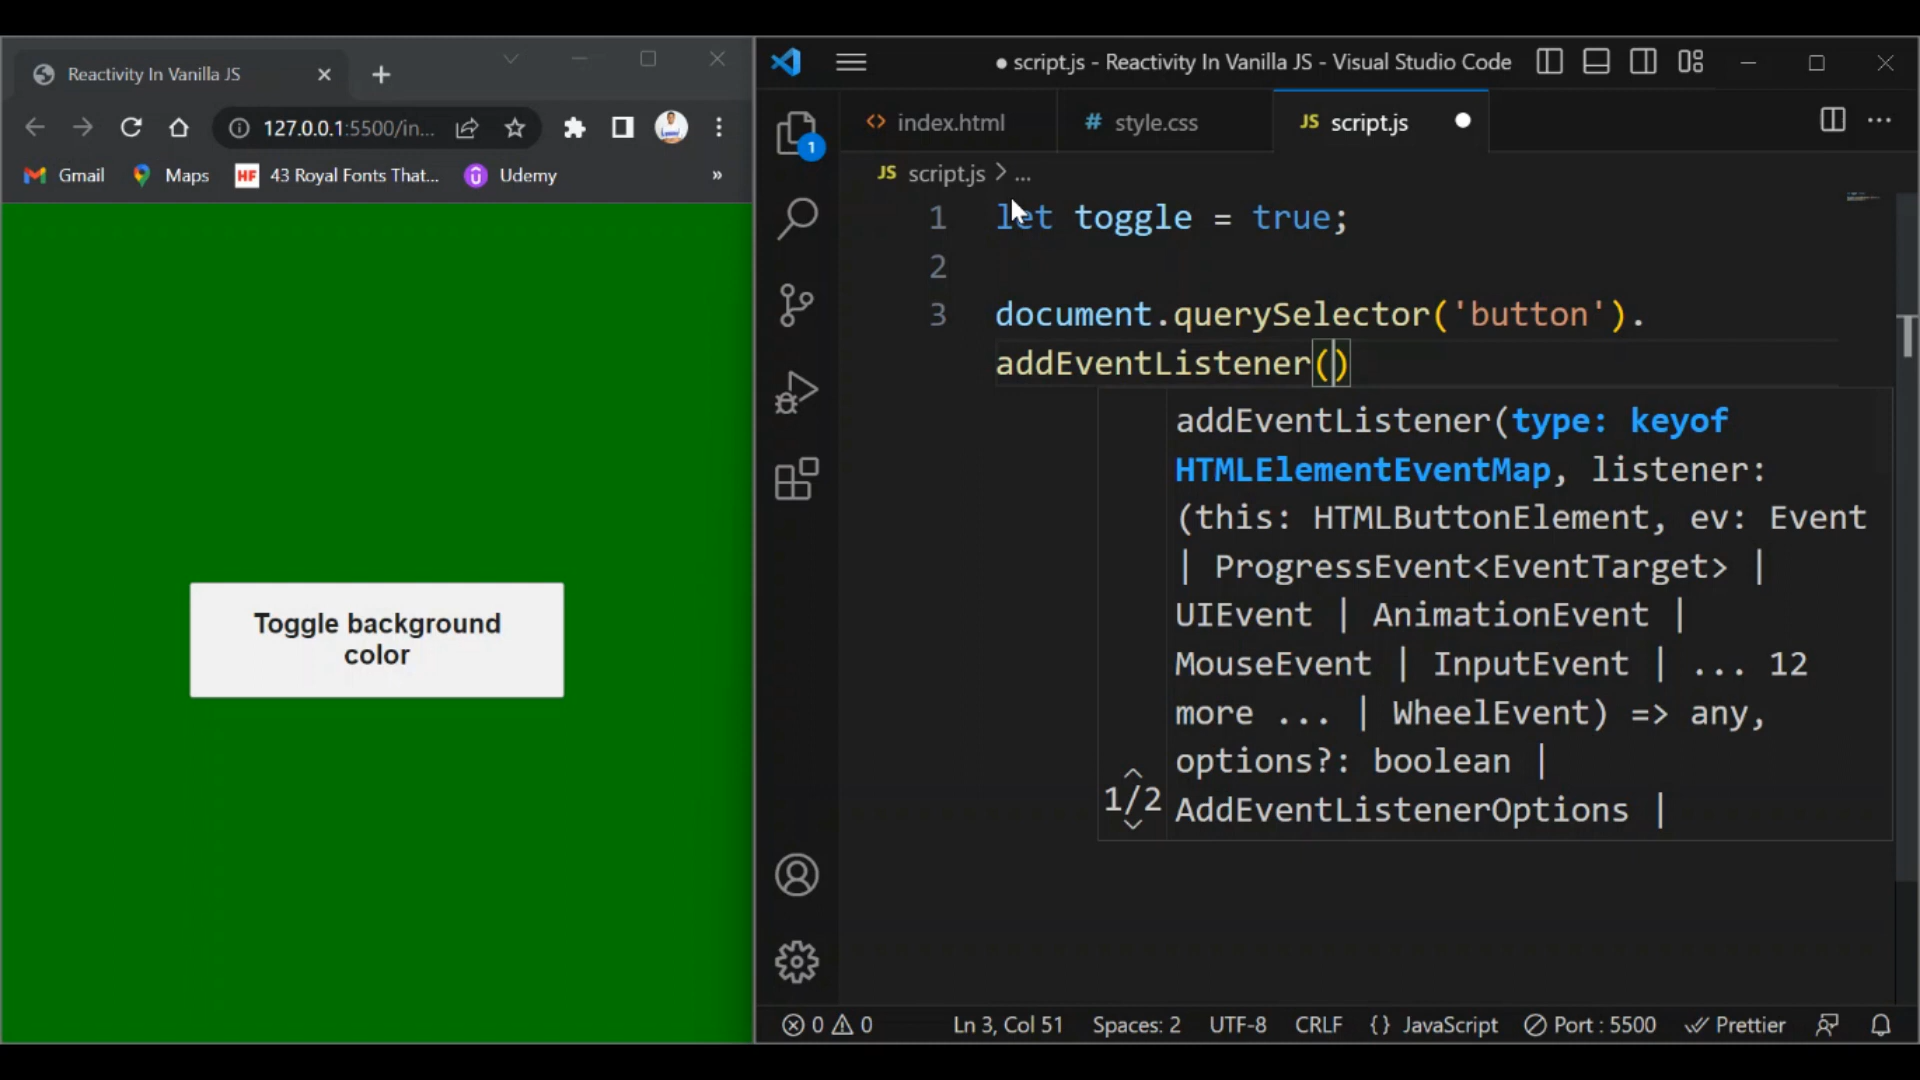 Reactivity In Vanilla JS
127.0.0.1:5500/in...
Gmail
Maps
HF 43 Royal Fonts That...
Udemy
»
● script.js - Reactivity In Vanilla JS - Visual Studio Code
<> index.html
# style.css
JS script.js
JS script.js > ...
1
1 let toggle = true;
2
3 document.querySelector('button').
addEventListener()
addEventListener(type: keyof
HTMLElementEventMap, listener:
(this: HTMLButtonElement, ev: Event
| ProgressEvent<EventTarget> |
UIEvent | AnimationEvent |
MouseEvent | InputEvent | ... 12
more ... | WheelEvent) => any,
options?: boolean |
1/2 AddEventListenerOptions |
Toggle background
color
0 0 Ln 3, Col 51 Spaces: 2 UTF-8 CRLF {} JavaScript Port : 5500 Prettier